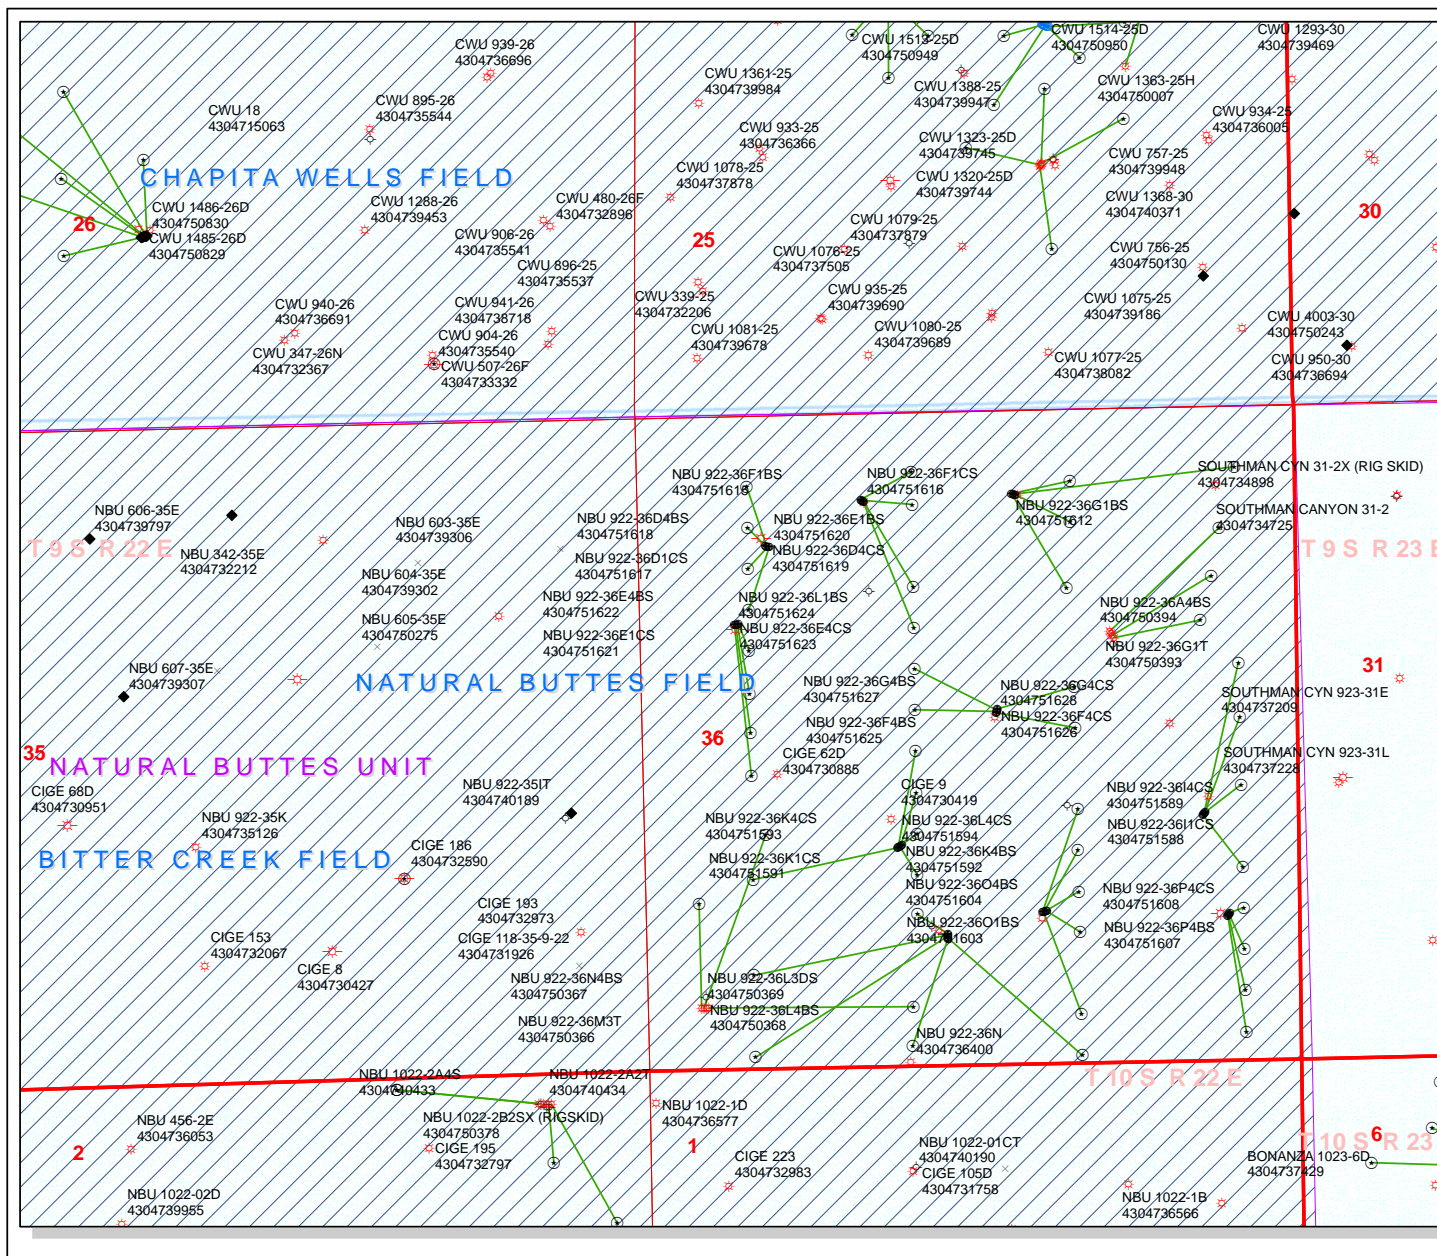 CWU 939-26
4304736696
CWU 1513-25D
4304750949
CWU 1514-25D
4304750950
CWU 1293-30
4304739469
CWU 18
4304715063
CWU 895-26
4304735544
CWU 1361-25
4304739984
CWU 1388-25
4304739947
CWU 1363-25H
4304750007
CWU 933-25
4304736366
CWU 1323-25D
4304739745
CWU 934-25
4304736005
CHAPITA WELLS FIELD
CWU 1078-25
4304737878
CWU 1320-25D
4304739744
CWU 757-25
4304739948
CWU 1368-30
4304740371
26
CWU 1486-26D
4304750830
CWU 1485-26D
4304750829
CWU 1288-26
4304739453
CWU 480-26F
4304732896
CWU 906-26
4304735541
CWU 896-25
4304735537
25
CWU 1079-25
4304737879
CWU 1076-25
4304737505
CWU 756-25
4304750130
30
CWU 940-26
4304736691
CWU 347-26N
4304732367
CWU 941-26
4304738718
CWU 904-26
4304735540
CWU 507-26F
4304733332
CWU 339-25
4304732206
CWU 1081-25
4304739678
CWU 935-25
4304739690
CWU 1080-25
4304739689
CWU 1075-25
4304739186
CWU 1077-25
4304738082
CWU 4003-30
4304750243
CWU 950-30
4304736694
NBU 922-36F1BS
4304751615
NBU 922-36F1CS
4304751616
NBU 922-36G1BS
4304751612
SOUTHMAN CYN 31-2X (RIG SKID)
4304734898
SOUTHMAN CANYON 31-2
4304734725
NBU 606-35E
4304739797
T 9 S R 22 E
NBU 342-35E
4304732212
NBU 603-35E
4304739306
NBU 604-35E
4304739302
NBU 605-35E
4304750275
NBU 922-36D4BS
4304751618
NBU 922-36D1CS
4304751617
NBU 922-36E4BS
4304751622
NBU 922-36E1CS
4304751621
NBU 922-36E1BS
4304751620
NBU 922-36D4CS
4304751619
NBU 922-36L1BS
4304751624
NBU 922-36E4CS
4304751623
T 9 S R 23 E
NBU 922-36A4BS
4304750394
NBU 922-36G1T
4304750393
NBU 607-35E
4304739307
NATURAL BUTTES FIELD
NBU 922-36G4BS
4304751627
NBU 922-36G4CS
4304751628
NBU 922-36F4CS
4304751626
NBU 922-36F4BS
4304751625
31
SOUTHMAN CYN 923-31E
4304737209
SOUTHMAN CYN 923-31L
4304737228
35
36
NATURAL BUTTES UNIT
CIGE 68D
4304730951
NBU 922-35IT
4304740189
CIGE 62D
4304730885
CIGE 9
4304730419
NBU 922-36I4CS
4304751589
NBU 922-36I1CS
4304751588
NBU 922-35K
4304735126
BITTER CREEK FIELD
CIGE 186
4304732590
NBU 922-36K4CS
4304751593
NBU 922-36K1CS
4304751591
NBU 922-36L4CS
4304751594
NBU 922-36K4BS
4304751592
NBU 922-36O4BS
4304751604
NBU 922-36O1BS
4304751603
NBU 922-36P4CS
4304751608
NBU 922-36P4BS
4304751607
CIGE 193
4304732973
CIGE 118-35-9-22
4304731926
CIGE 153
4304732067
CIGE 8
4304730427
NBU 922-36N4BS
4304750367
NBU 922-36M3T
4304750366
NBU 922-36L3DS
4304750369
NBU 922-36L4BS
4304750368
NBU 922-36N
4304736400
NBU 1022-2A4S
4304740433
NBU 1022-2A2T
4304740434
T 10 S R 22 E
NBU 456-2E
4304736053
NBU 1022-2B2SX (RIGSKID)
4304750378
CIGE 195
4304732797
NBU 1022-1D
4304736577
2
1
6
T 10 S R 23
CIGE 223
4304732983
NBU 1022-01CT
4304740190
CIGE 105D
4304731758
BONANZA 1023-6D
4304737429
NBU 1022-02D
4304739955
NBU 1022-1B
4304736566